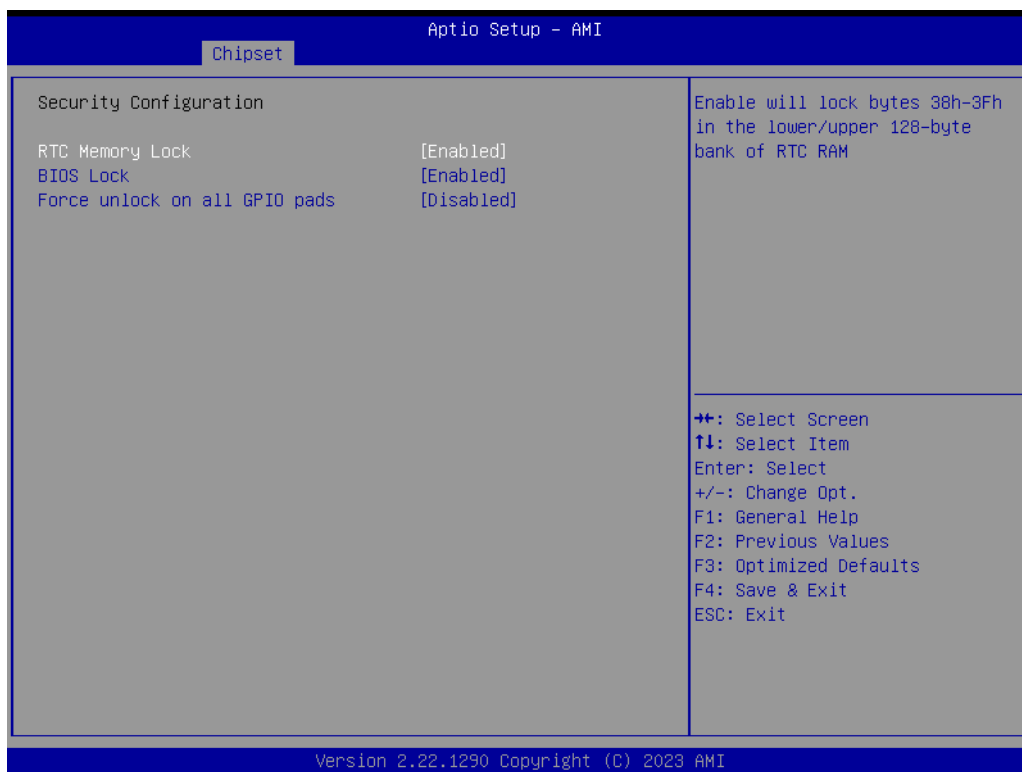 Aptio Setup – AMI
Chipset
Security Configuration
RTC Memory Lock [Enabled]
BIOS Lock [Enabled]
Force unlock on all GPIO pads [Disabled]
Enable will lock bytes 38h-3Fh
in the lower/upper 128-byte
bank of RTC RAM
→←: Select Screen
↑↓: Select Item
Enter: Select
+/-: Change Opt.
F1: General Help
F2: Previous Values
F3: Optimized Defaults
F4: Save & Exit
ESC: Exit
Version 2.22.1290 Copyright (C) 2023 AMI